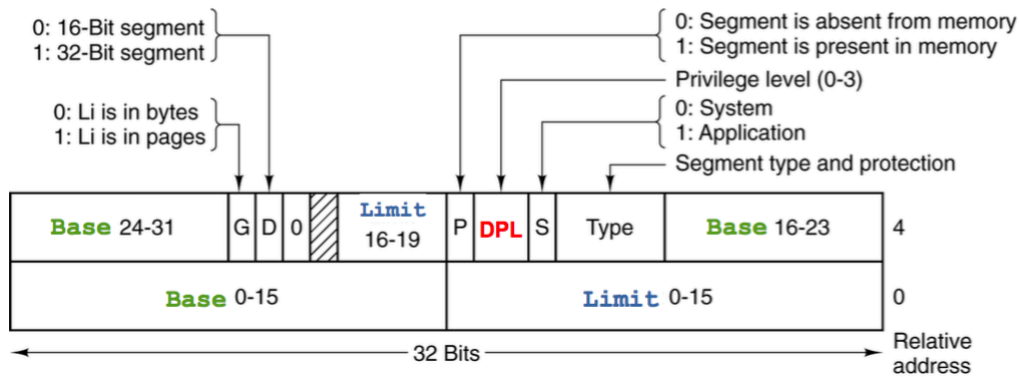 0: 16-Bit segment
1: 32-Bit segment
0: Li is in bytes
1: Li is in pages
0: Segment is absent from memory
1: Segment is present in memory
Privilege level (0-3)
0: System
1: Application
Segment type and protection
Base 24-31
G
D
0
Limit
16-19
P
DPL
S
Type
Base 16-23
4
Base 0-15
Limit 0-15
0
32 Bits
Relative
address